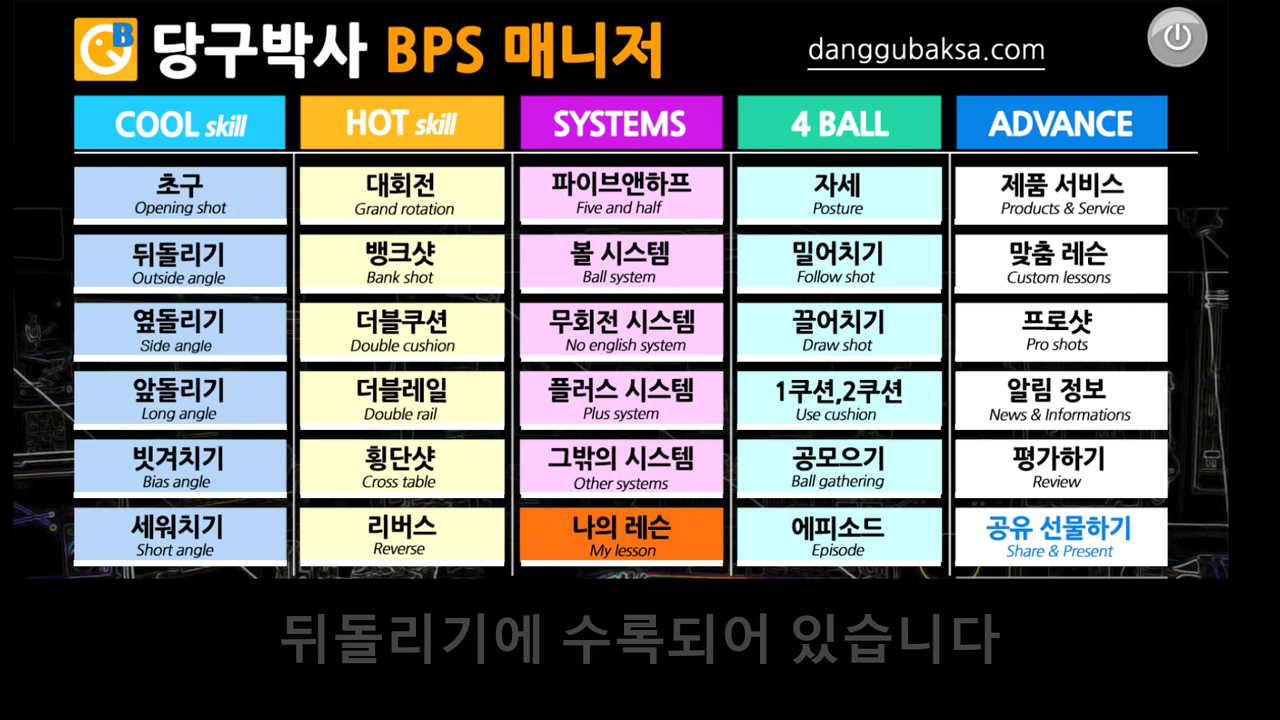 B 당구박사 BPS 매니저
danggubaksa.com
COOL skill
HOT skill
SYSTEMS
4 BALL
ADVANCE
초구
Opening shot
대회전
Grand rotation
파이브앤하프
Five and half
자세
Posture
제품 서비스
Products & Service
뒤돌리기
Outside angle
뱅크샷
Bank shot
볼 시스템
Ball system
밀어치기
Follow shot
맞춤 레슨
Custom lessons
옆돌리기
Side angle
더블쿠션
Double cushion
무회전 시스템
No english system
끌어치기
Draw shot
프로샷
Pro shots
앞돌리기
Long angle
더블레일
Double rail
플러스 시스템
Plus system
1쿠션,2쿠션
Use cushion
알림 정보
News & Informations
빗겨치기
Bias angle
횡단샷
Cross table
그밖의 시스템
Other systems
공모으기
Ball gathering
평가하기
Review
세워치기
Short angle
리버스
Reverse
나의 레슨
My lesson
에피소드
Episode
공유 선물하기
Share & Present
뒤돌리기에 수록되어 있습니다